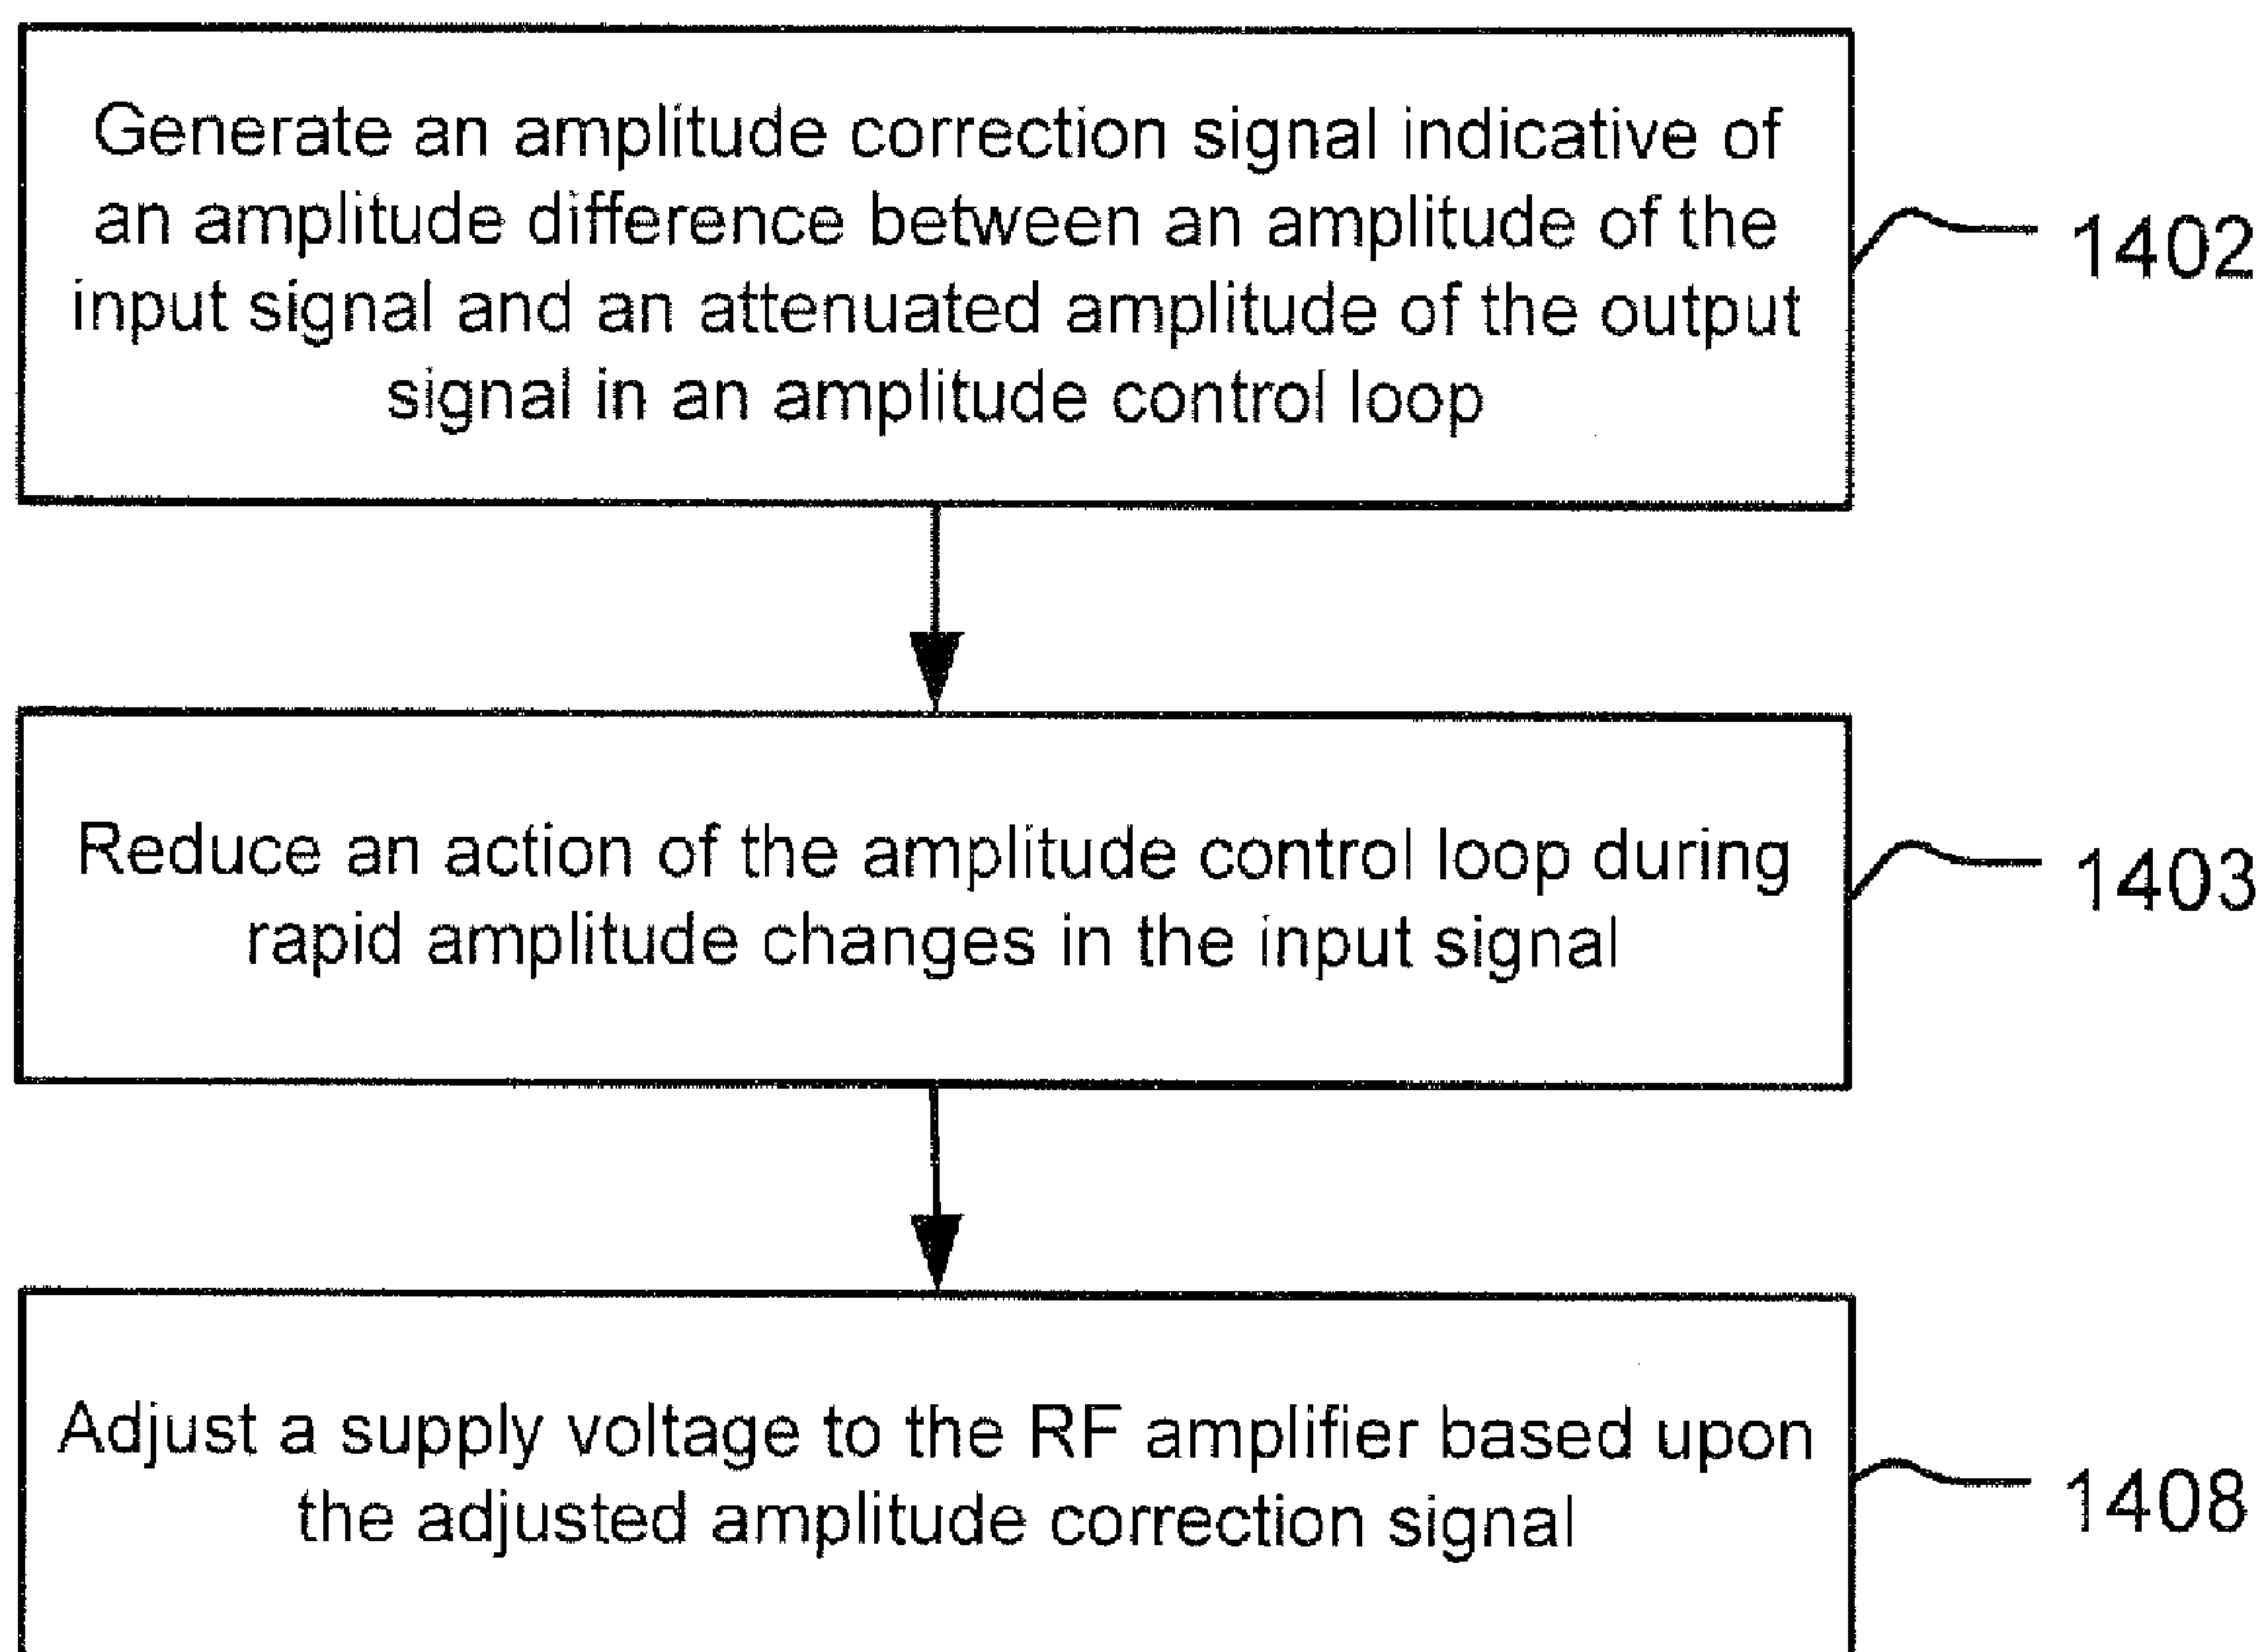 Generate an amplitude correction signal indicative of
an amplitude difference between an amplitude of the
input signal and an attenuated amplitude of the output
signal in an amplitude control loop
1402
Reduce an action of the amplitude control loop during
rapid amplitude changes in the input signal
1403
Adjust a supply voltage to the RF amplifier based upon
the adjusted amplitude correction signal
1408